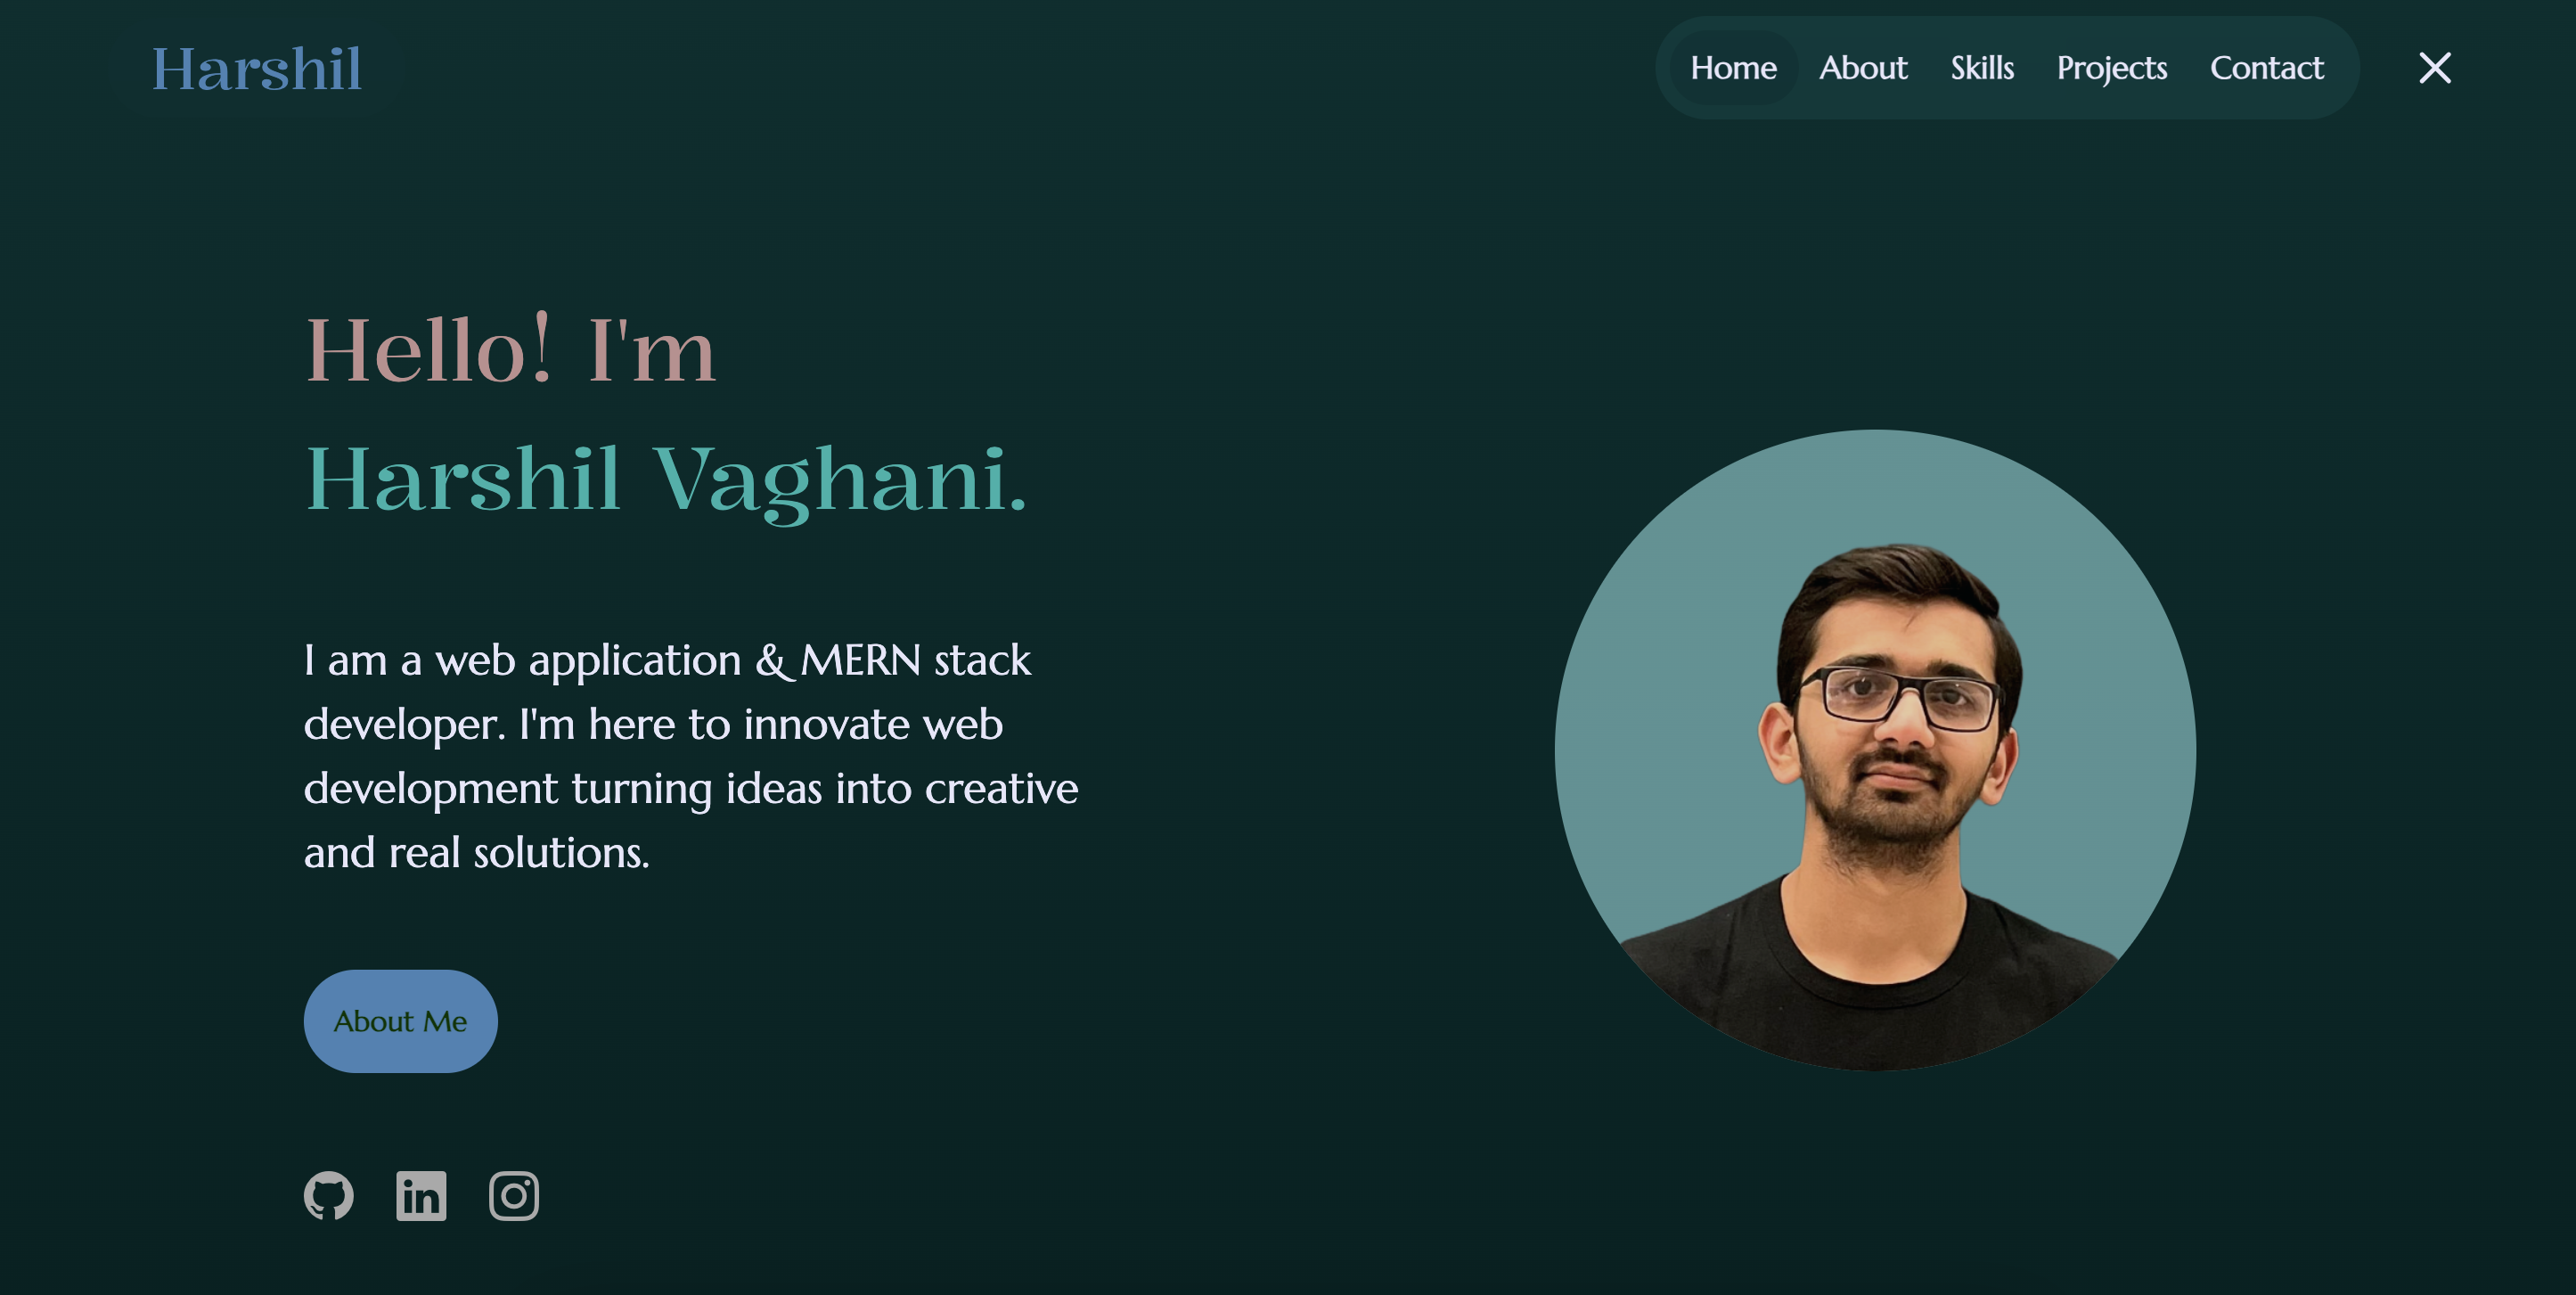 Harshil
Home About Skills Projects Contact
Hello! I'm
Harshil Vaghani.
I am a web application & MERN stack
developer. I'm here to innovate web
development turning ideas into creative
and real solutions.
About Me
in